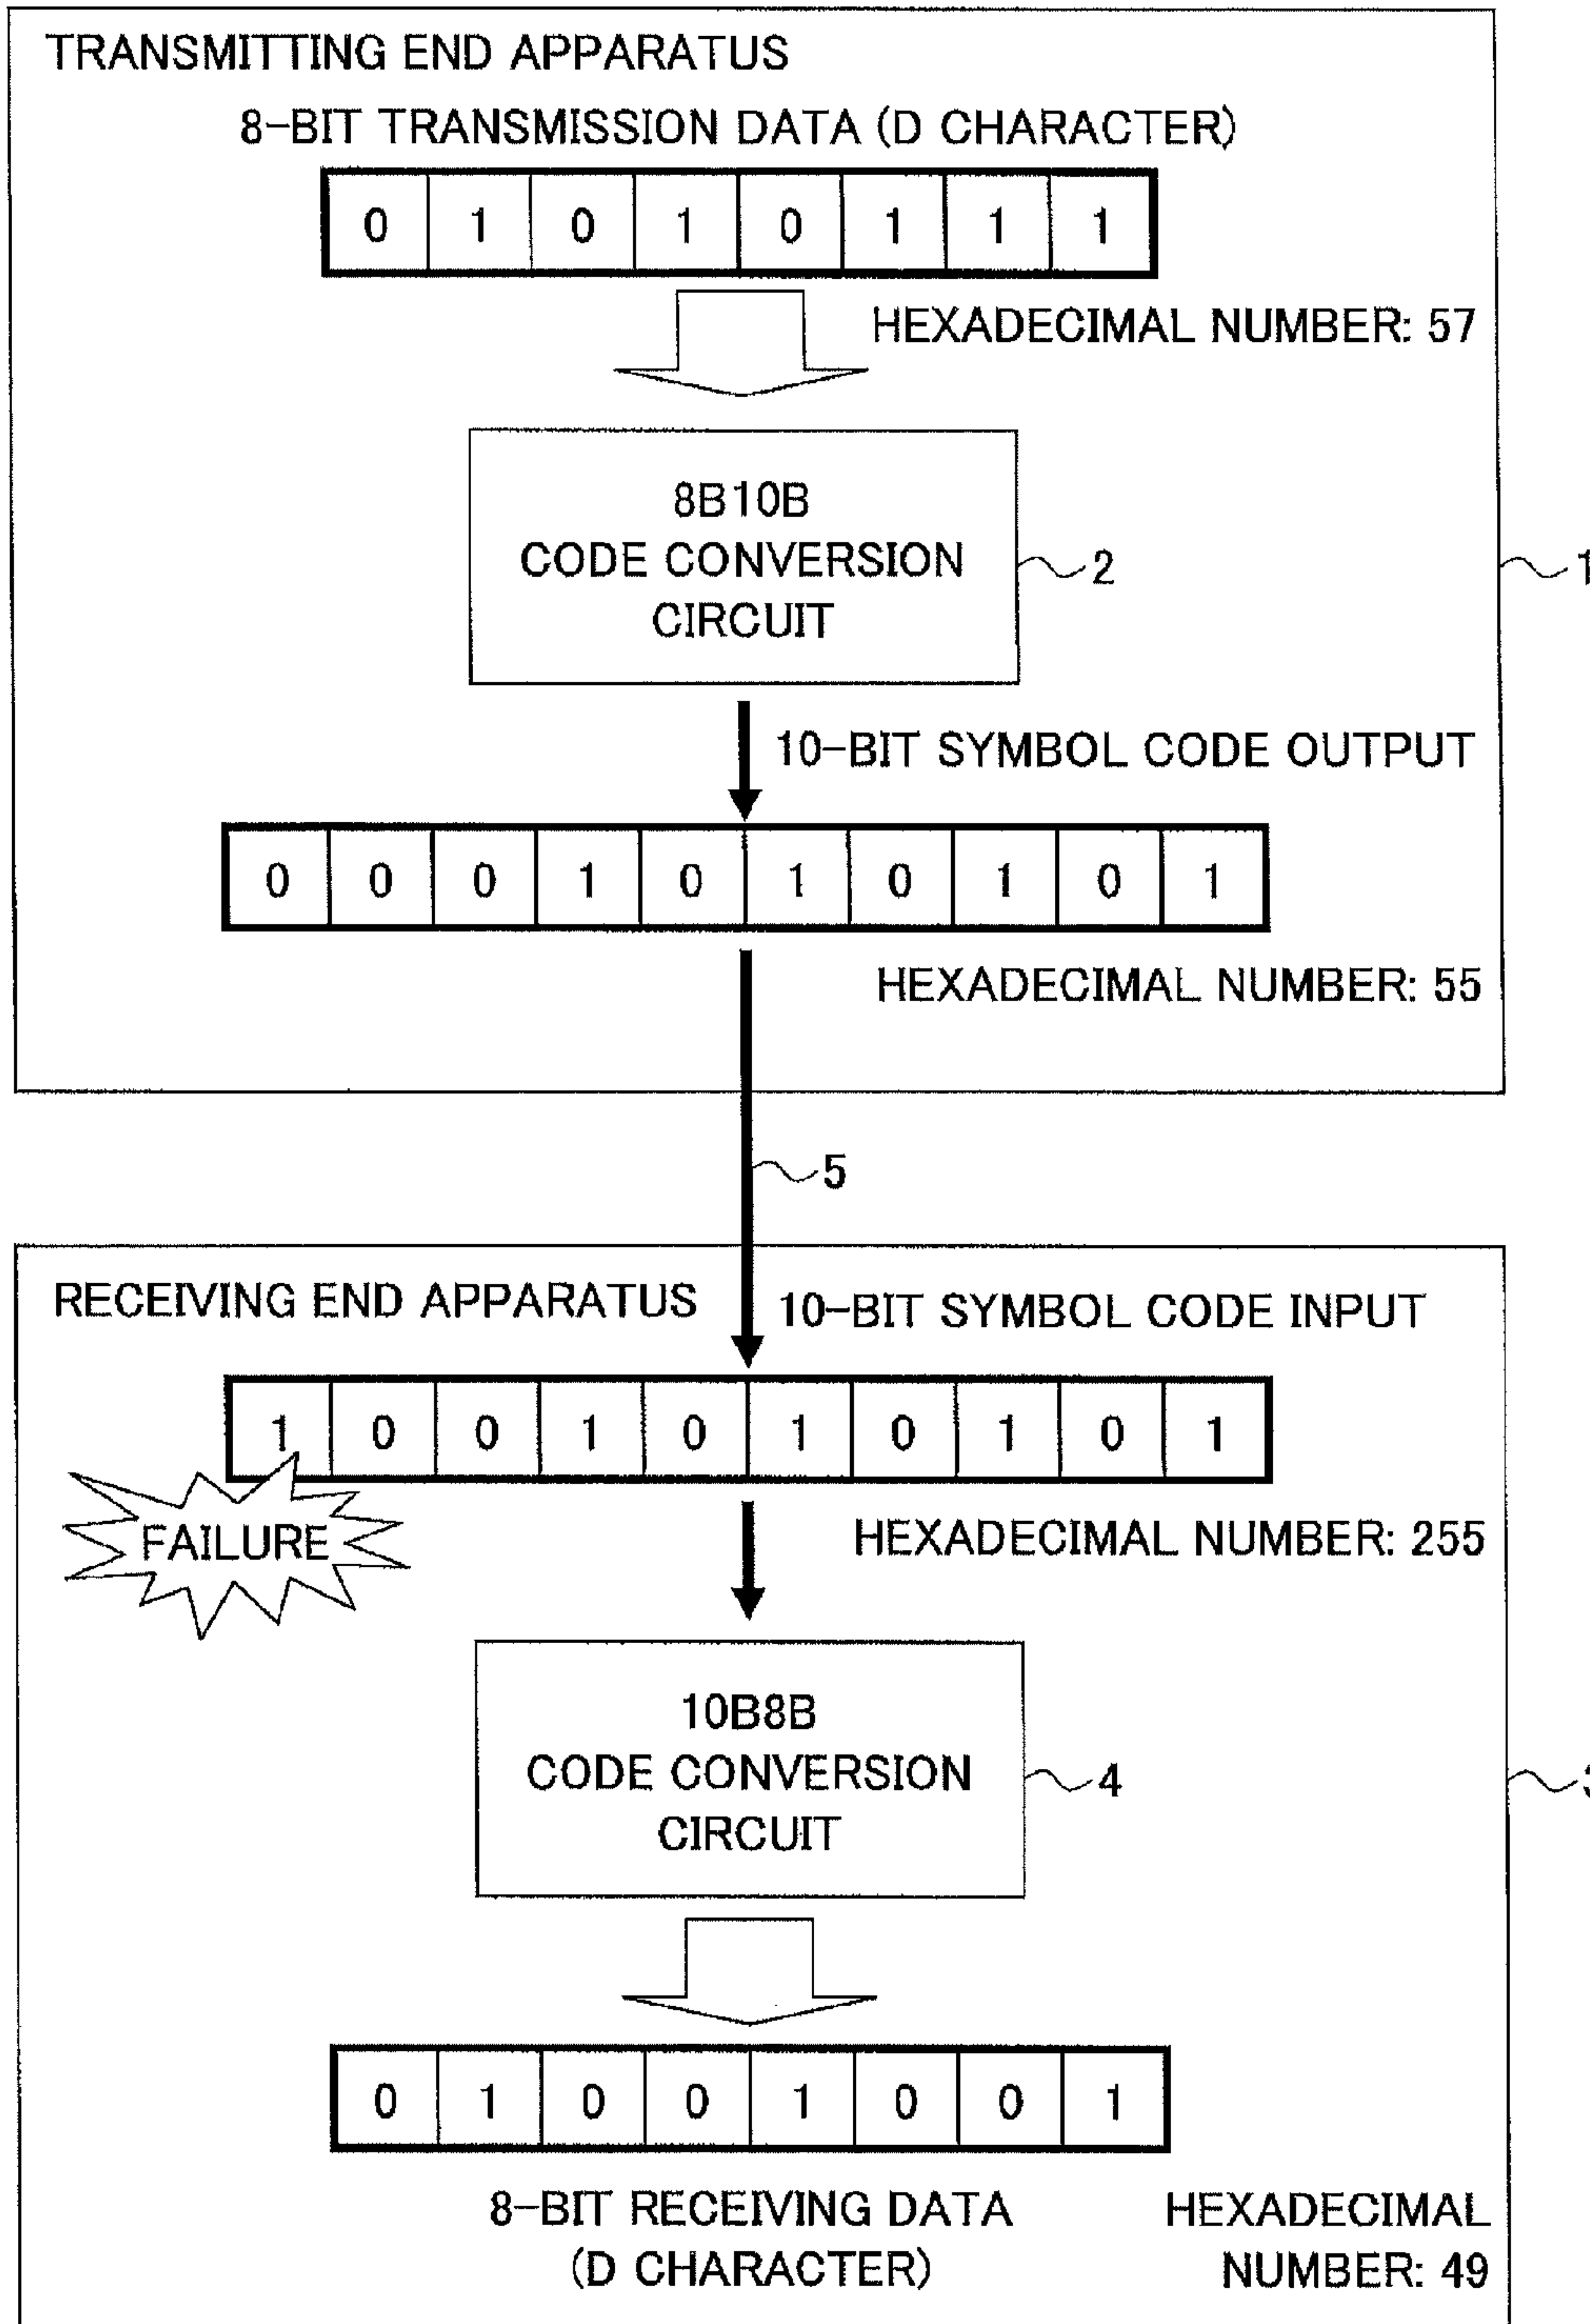 TRANSMITTING END APPARATUS
8-BIT TRANSMISSION DATA (D CHARACTER)
0 1 0 1 0 1 1 1
HEXADECIMAL NUMBER: 57
8B10B
CODE CONVERSION
CIRCUIT
2
1
10-BIT SYMBOL CODE OUTPUT
0 0 0 1 0 1 0 1 0 1
HEXADECIMAL NUMBER: 55
5
RECEIVING END APPARATUS
10-BIT SYMBOL CODE INPUT
1 0 0 1 0 1 0 1 0 1
FAILURE
HEXADECIMAL NUMBER: 255
10B8B
CODE CONVERSION
CIRCUIT
4
3
0 1 0 0 1 0 0 1
8-BIT RECEIVING DATA
(D CHARACTER)
HEXADECIMAL
NUMBER: 49